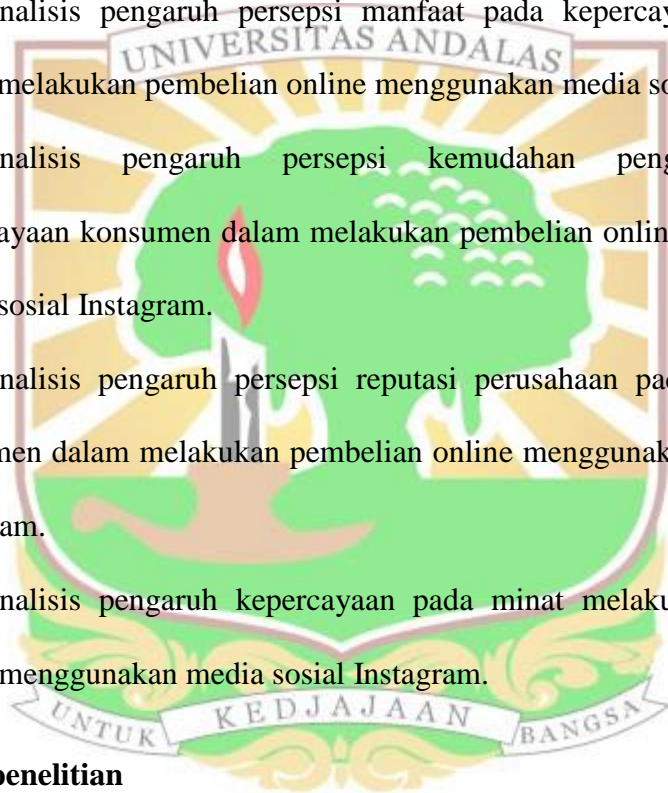 nalisis pengaruh persepsi manfaat pada kepercay
UNIVERSITAS ANDALAS
melakukan pembelian online menggunakan media so
nalisis pengaruh persepsi kemudahan peng
ayaan konsumen dalam melakukan pembelian onlin
sosial Instagram.
nalisis pengaruh persepsi reputasi perusahaan pad
men dalam melakukan pembelian online menggunak
am.
nalisis pengaruh kepercayaan pada minat melaku
menggunakan media sosial Instagram.
UNTUK KEDJAJAAN BANGSA
penelitian